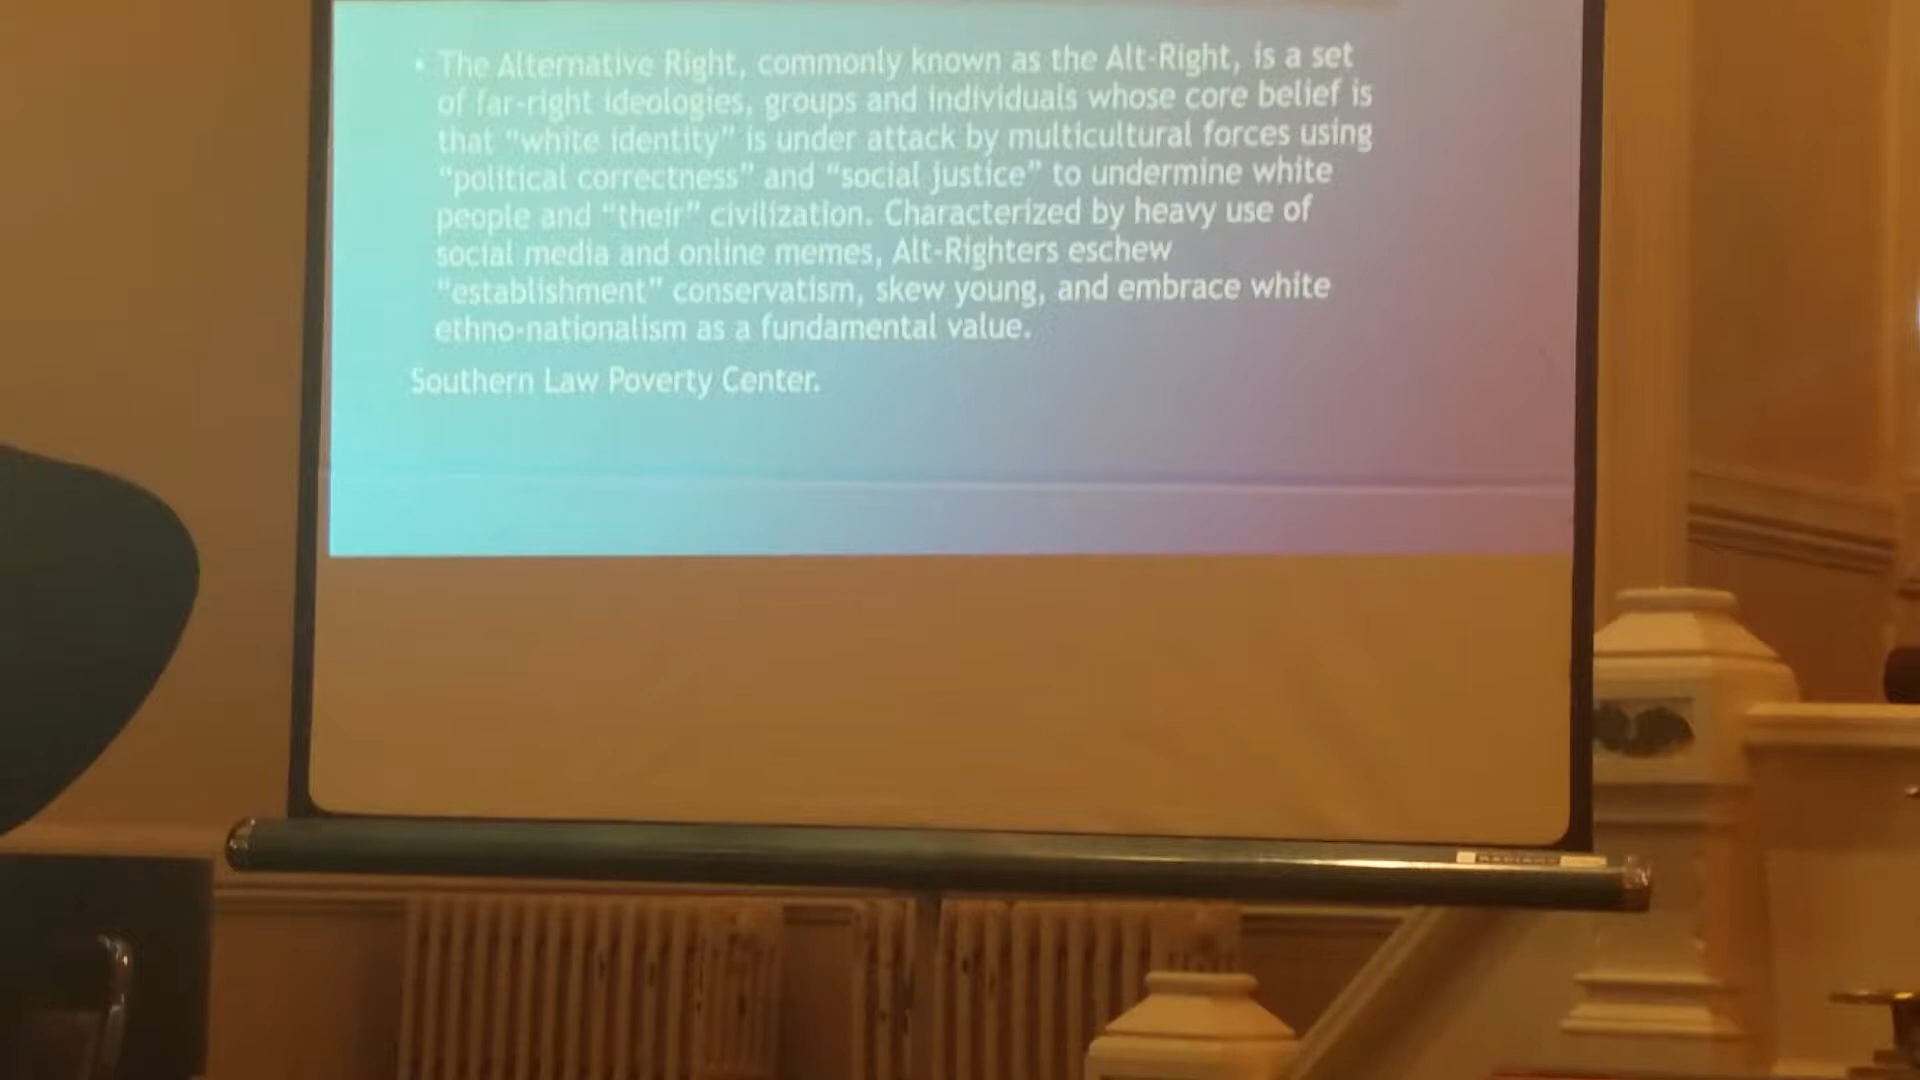 • The Alternative Right, commonly known as the Alt-Right, is a set
of far-right ideologies, groups and individuals whose core belief is
that “white identity” is under attack by multicultural forces using
“political correctness” and “social justice” to undermine white
people and “their” civilization. Characterized by heavy use of
social media and online memes, Alt-Righters eschew
“establishment” conservatism, skew young, and embrace white
ethno-nationalism as a fundamental value.
Southern Law Poverty Center.